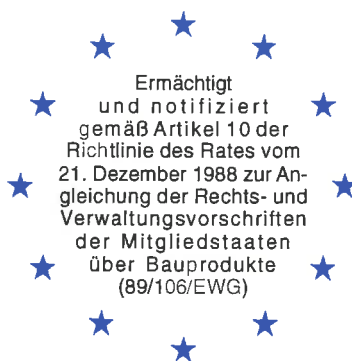 Ermächtigt
und notifiziert
gemäß Artikel 10 der
Richtlinie des Rates vom
21. Dezember 1988 zur An-
gleichung der Rechts- und
Verwaltungsvorschriften
der Mitgliedstaaten
über Bauprodukte
(89/106/EWG)